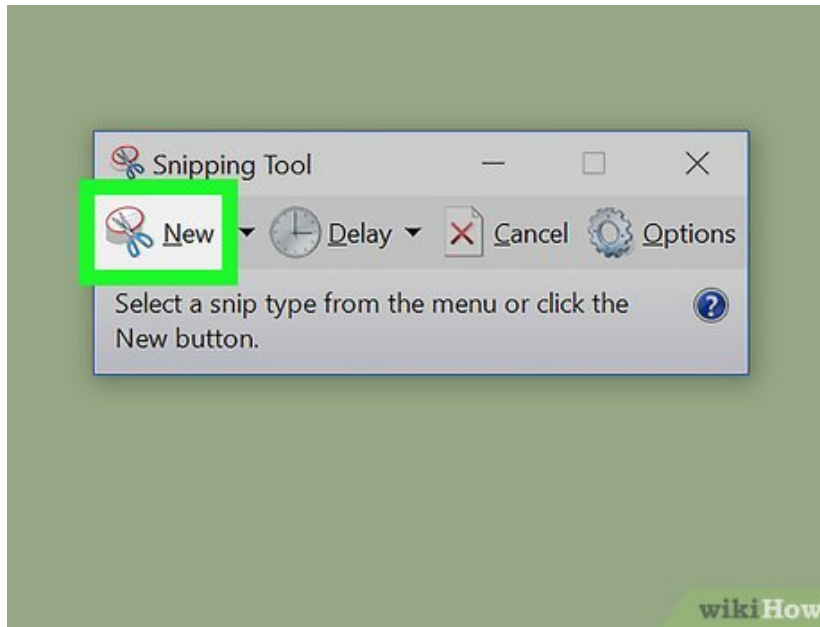 Snipping Tool
New Delay Cancel Options
Select a snip type from the menu or click the
New button.
wikiHow